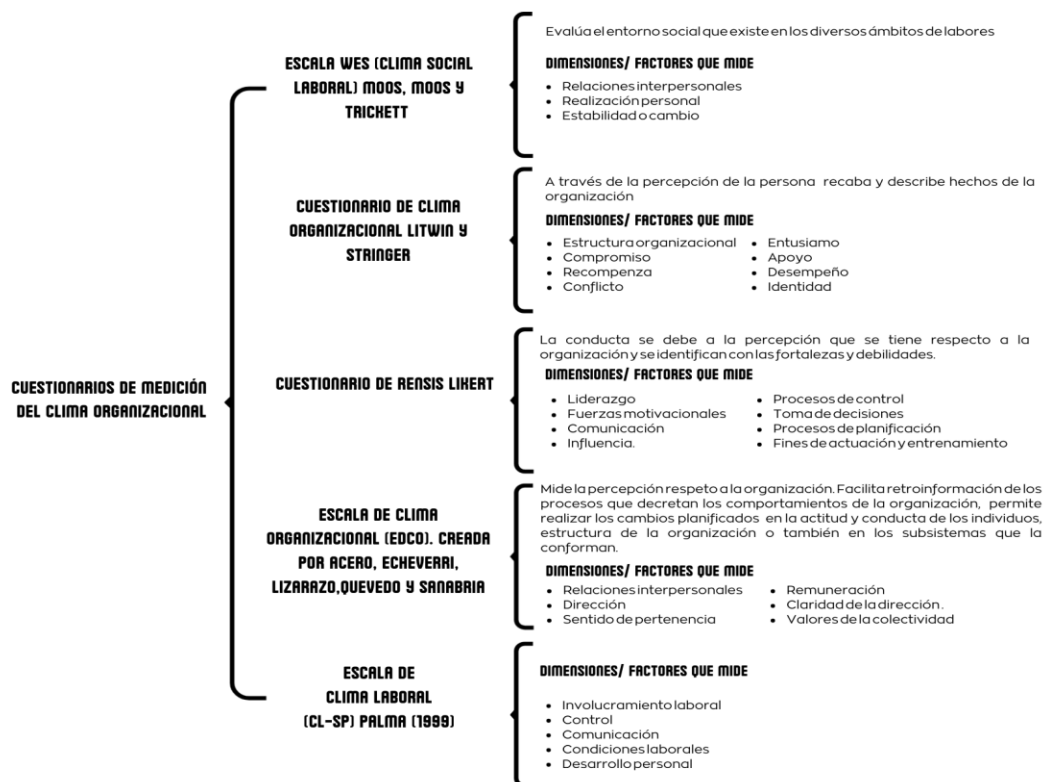 CUESTIONARIOS DE MEDICIÓN
DEL CLIMA ORGANIZACIONAL
ESCALA WES (CLIMA SOCIAL
LABORAL) MOOS, MOOS Y
TRICKETT
Evalúa el entorno social que existe en los diversos ámbitos de labores
DIMENSIONES/ FACTORES QUE MIDE
• Relaciones interpersonales
• Realización personal
• Estabilidad o cambio
CUESTIONARIO DE CLIMA
ORGANIZACIONAL LITWIN Y
STRINGER
A través de la percepción de la persona recaba y describe hechos de la
organización
DIMENSIONES/ FACTORES QUE MIDE
• Estructura organizacional
• Compromiso
• Recompenza
• Conflicto
• Entusiamo
• Apoyo
• Desempeño
• Identidad
CUESTIONARIO DE RENSIS LIKERT
La conducta se debe a la percepción que se tiene respecto a la
organización y se identifican con las fortalezas y debilidades.
DIMENSIONES/ FACTORES QUE MIDE
• Liderazgo
• Fuerzas motivacionales
• Comunicación
• Influencia.
• Procesos de control
• Toma de decisiones
• Procesos de planificación
• Fines de actuación y entrenamiento
ESCALA DE CLIMA
ORGANIZACIONAL (EDCO). CREADA
POR ACERO, ECHEVERRI,
LIZARAZO,QUEVEDO Y SANABRIA
Mide la percepción respeto a la organización. Facilita retroinformación de los
procesos que decretan los comportamientos de la organización, permite
realizar los cambios planificados en la actitud y conducta de los individuos,
estructura de la organización o también en los subsistemas que la
conforman.
DIMENSIONES/ FACTORES QUE MIDE
• Relaciones interpersonales
• Dirección
• Sentido de pertenencia
• Remuneración
• Claridad de la dirección.
• Valores de la colectividad
ESCALA DE
CLIMA LABORAL
(CL-SP) PALMA (1999)
DIMENSIONES/ FACTORES QUE MIDE
• Involucramiento laboral
• Control
• Comunicación
• Condiciones laborales
• Desarrollo personal